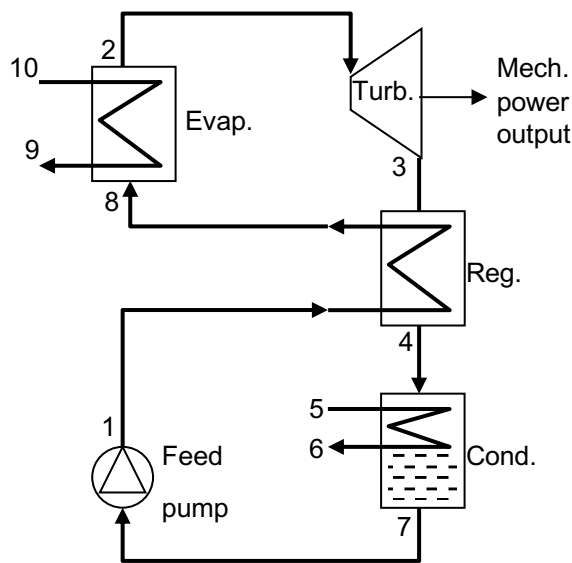 2
10
Evap.
9
8
Turb.
Mech.
power
output
3
Reg.
4
1
5
6
Cond.
Feed
pump
7